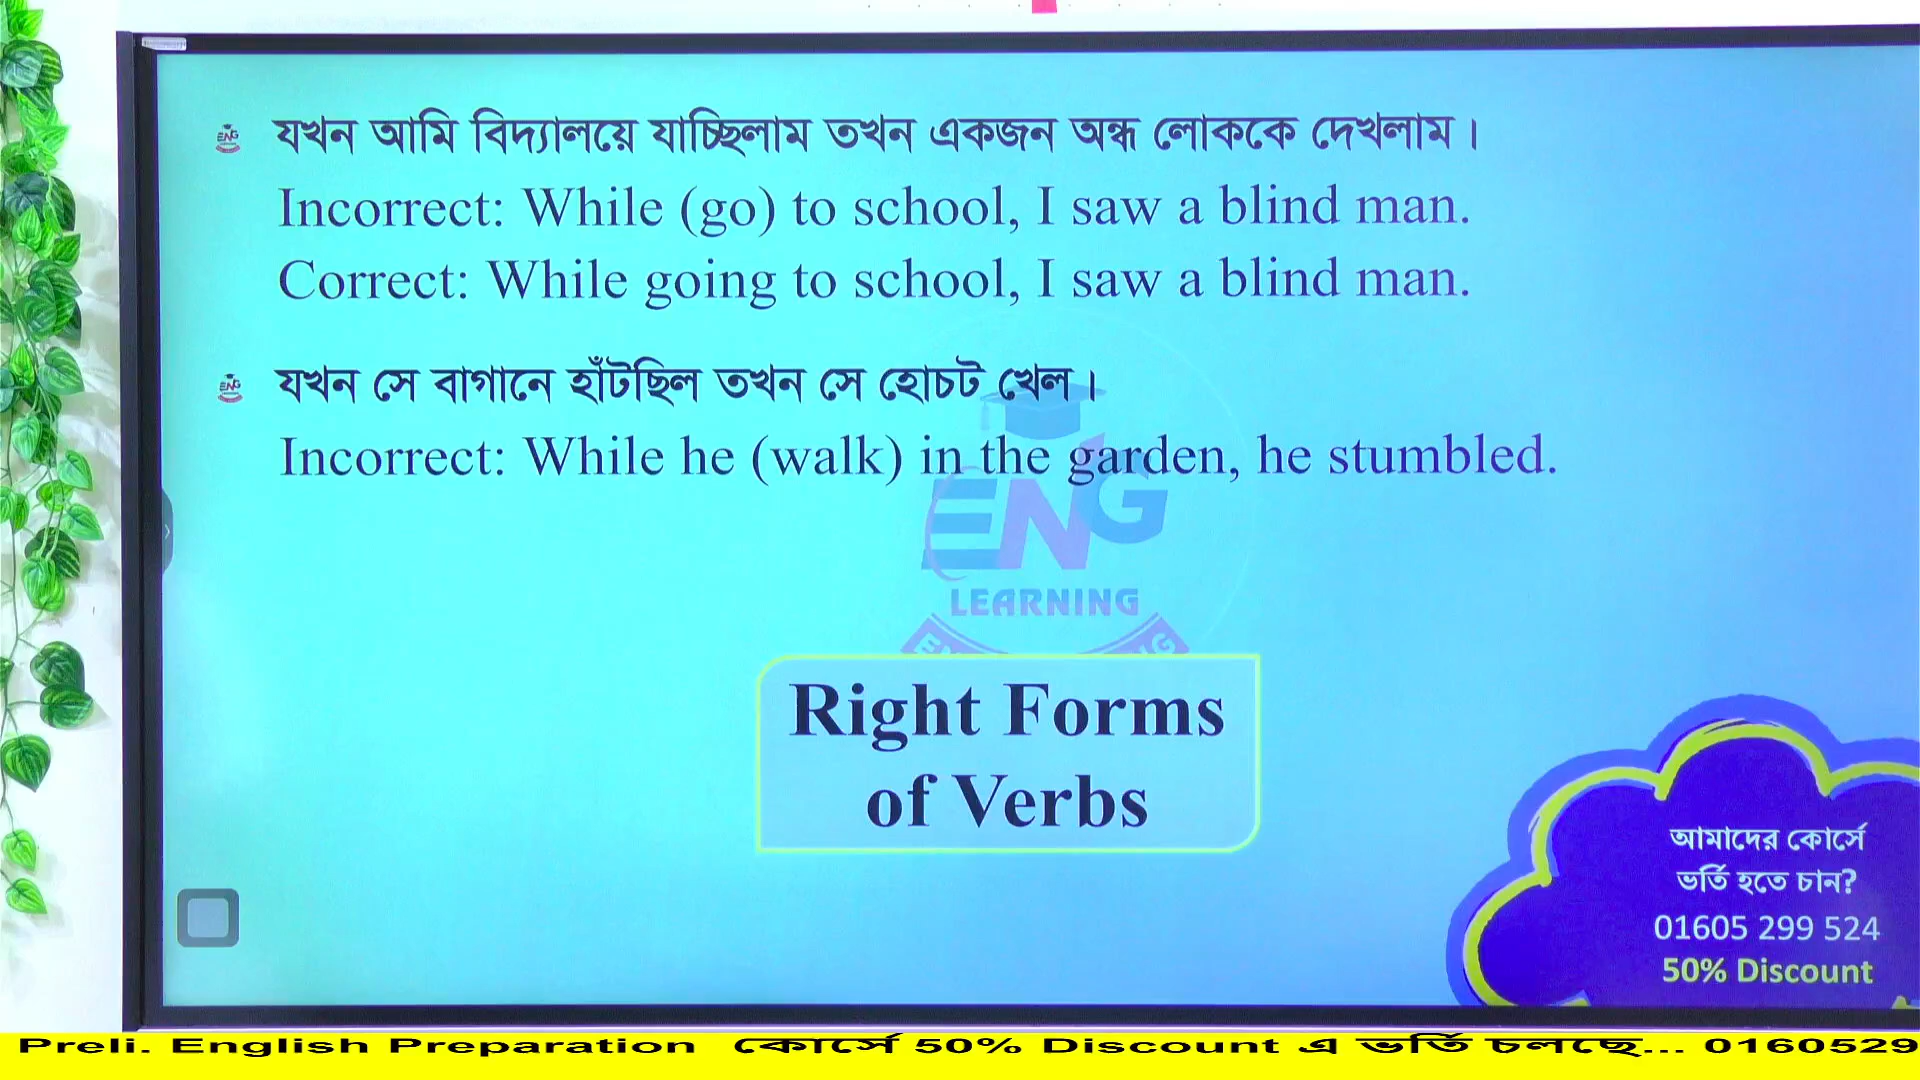 যখন আমি বিদ্যালয়ে যাচ্ছিলাম তখন একজন অন্ধ লোককে দেখলাম।
Incorrect: While (go) to school, I saw a blind man.
Correct: While going to school, I saw a blind man.
যখন সে বাগানে হাঁটছিল তখন সে হোচট খেল।
Incorrect: While he (walk) in the garden, he stumbled.
ENG
LEARNING
Right Forms
of Verbs
আমাদের কোর্সে
ভর্তি হতে চান?
01605 299 524
50% Discount
Preli. English Preparation কোর্সে 50% Discount এ ভর্তি চলছে... 0160529